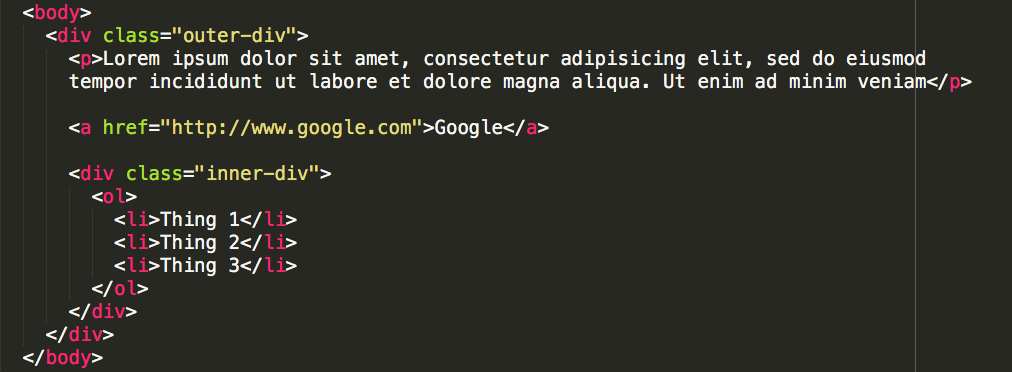 <body>
<div class="outer-div">
<p>Lorem ipsum dolor sit amet, consectetur adipisicing elit, sed do eiusmod
tempor incididunt ut labore et dolore magna aliqua. Ut enim ad minim veniam</p>
<a href="http://www.google.com">Google</a>
<div class="inner-div">
<ol>
<li>Thing 1</li>
<li>Thing 2</li>
<li>Thing 3</li>
</ol>
</div>
</div>
</body>